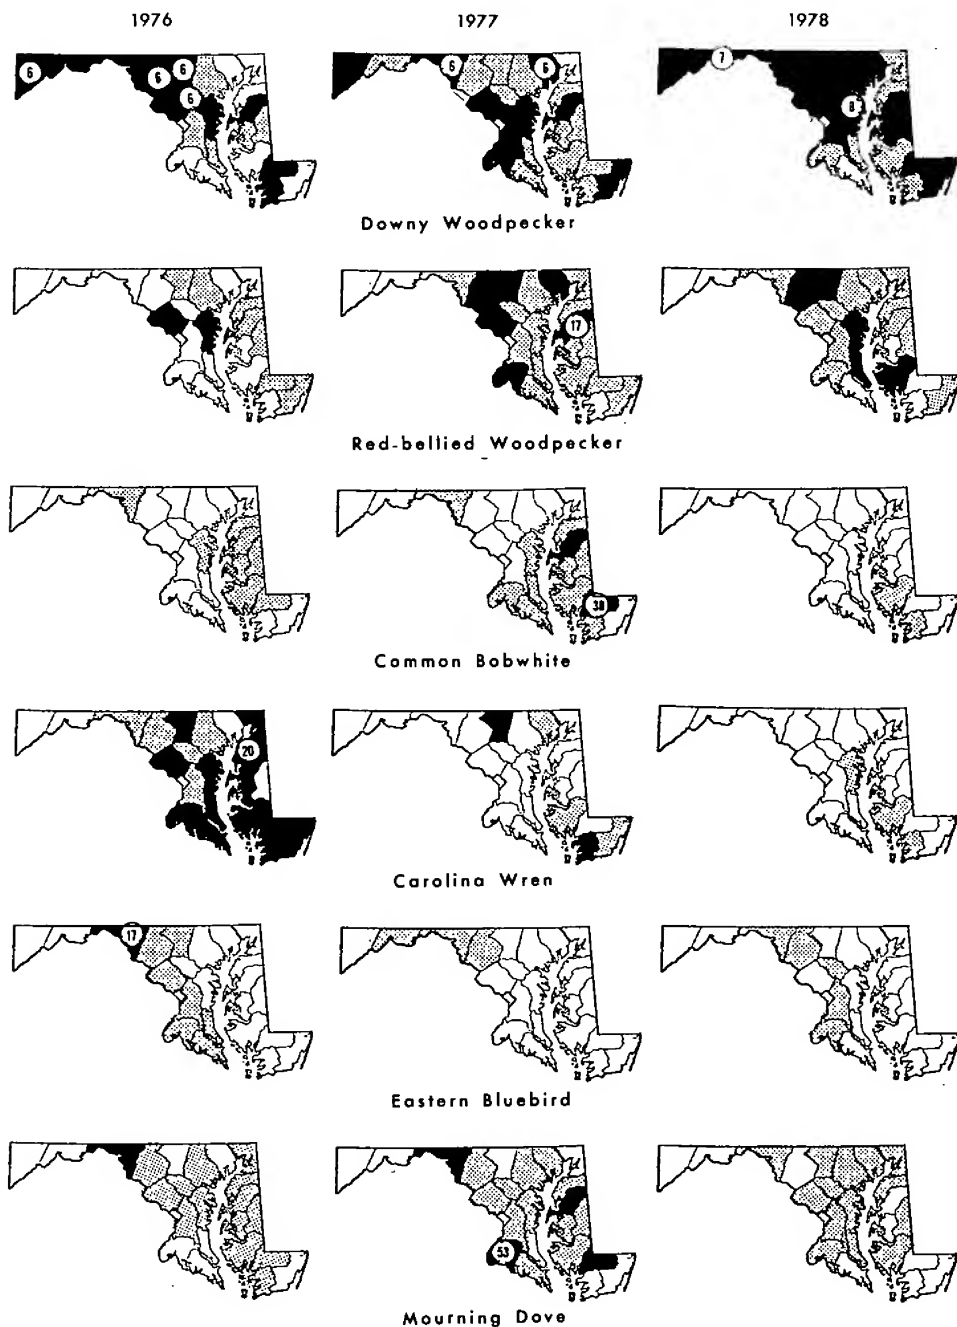 1976 1977 1978
6 6 6 6 6 6 7 8
Downy Woodpecker
17
Red-bellied Woodpecker
38
Common Bobwhite
20
Carolina Wren
17
Eastern Bluebird
53
Mourning Dove